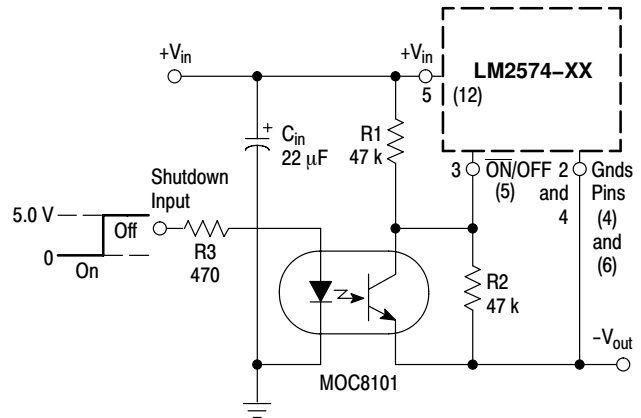 +Vin
+Vin
LM2574–XX
5
(12)
+
Cin
22 µF
R1
47 k
3
ON/OFF
(5)
2
and
4
Gnds
Pins
(4)
and
(6)
Shutdown
Input
5.0 V
Off
0
On
R3
470
R2
47 k
–Vout
MOC8101